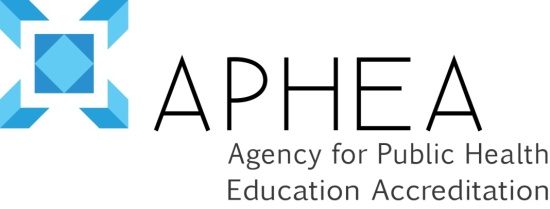 APHEA
Agency for Public Health
Education Accreditation